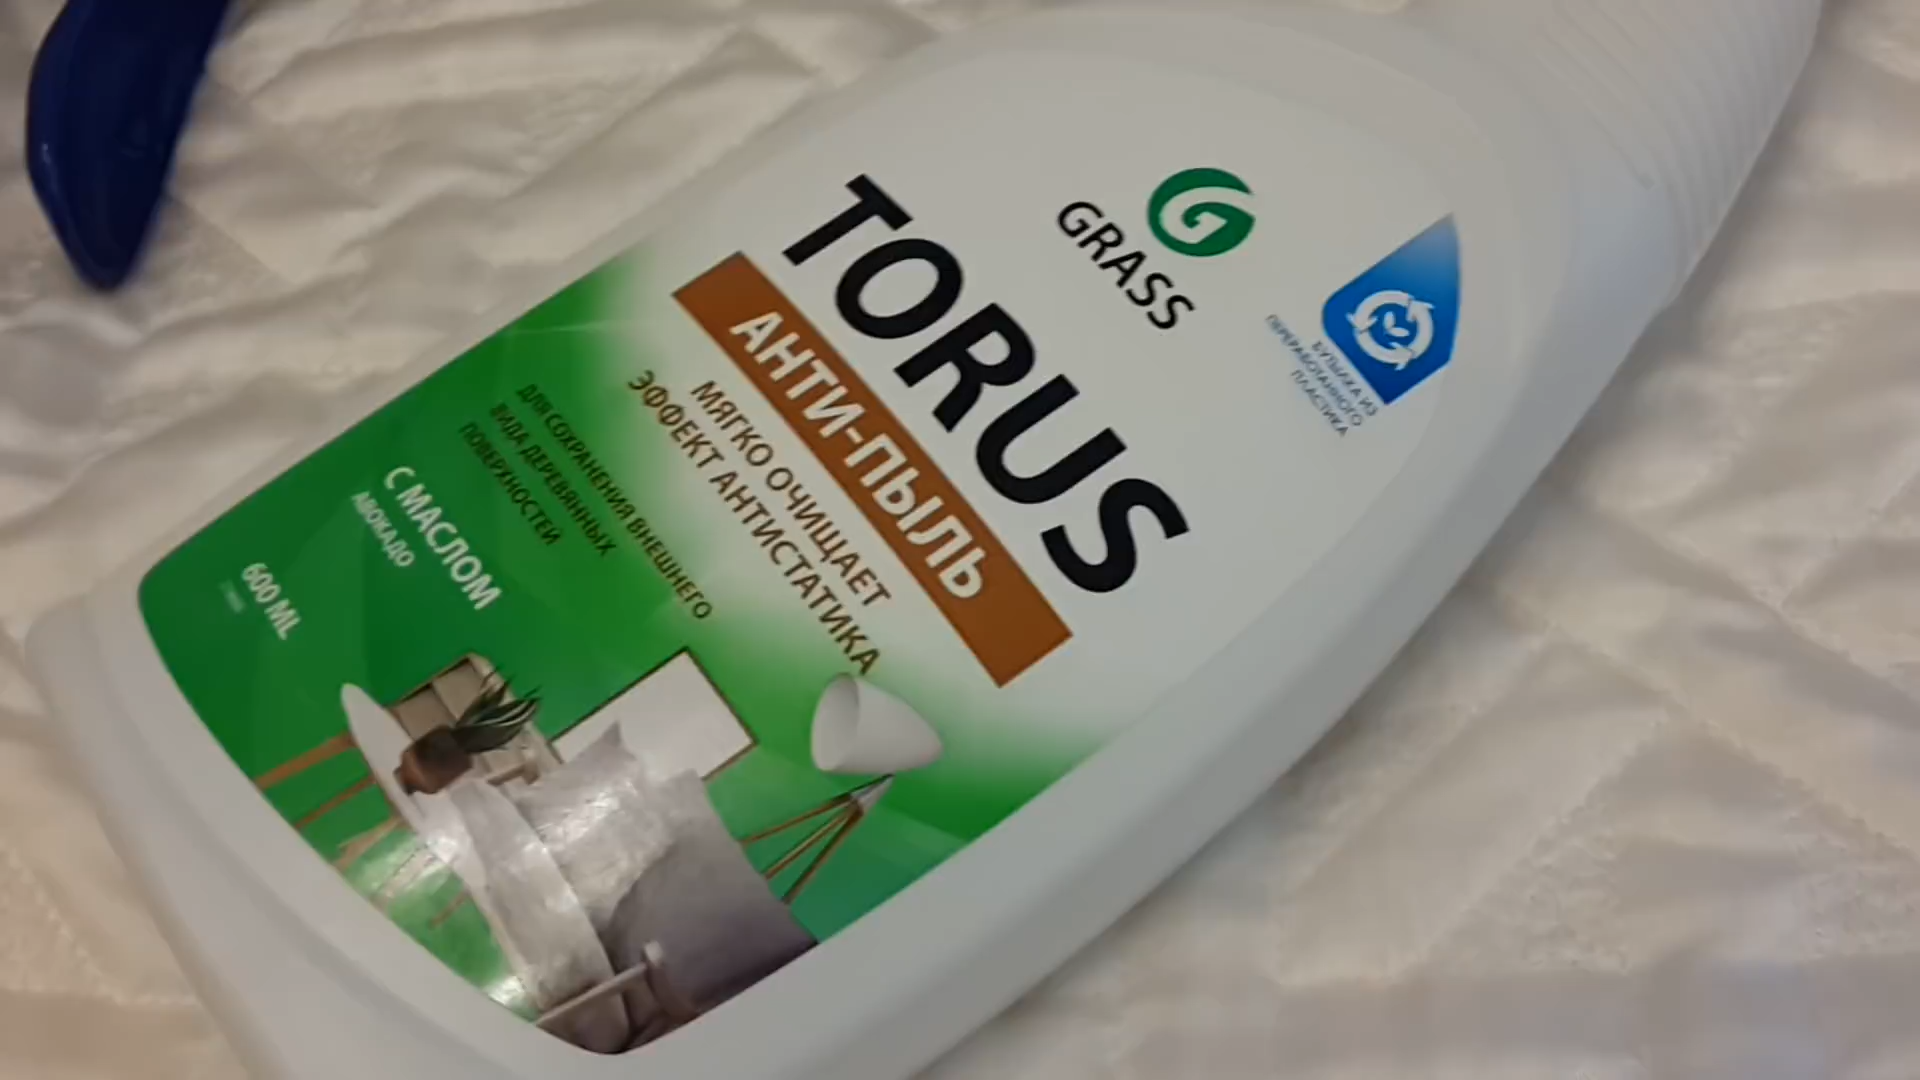 GRASS
БУТЫЛКА ИЗ
ПЕРЕРАБОТАННОГО
ПЛАСТИКА
TORUS
АНТИ-ПЫЛЬ
МЯГКО ОЧИЩАЕТ
ЭФФЕКТ АНТИСТАТИКА
ДЛЯ СОХРАНЕНИЯ ВНЕШНЕГО
ВИДА ДЕРЕВЯННЫХ
ПОВЕРХНОСТЕЙ
С МАСЛОМ
АВОКАДО
600 ML